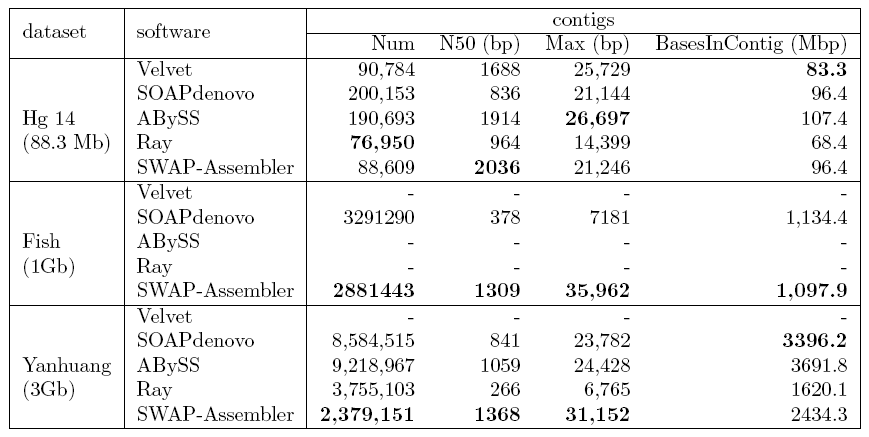 dataset software contigs
Num N50 (bp) Max (bp) BasesInContig (Mbp)
Hg 14
(88.3 Mb)
Velvet 90,784 1688 25,729 83.3
SOAPdenovo 200,153 836 21,144 96.4
ABySS 190,693 1914 26,697 107.4
Ray 76,950 964 14,399 68.4
SWAP-Assembler 88,609 2036 21,246 96.4
Fish
(1Gb)
Velvet - - - -
SOAPdenovo 3291290 378 7181 1,134.4
ABySS - - - -
Ray - - - -
SWAP-Assembler 2881443 1309 35,962 1,097.9
Yanhuang
(3Gb)
Velvet - - - -
SOAPdenovo 8,584,515 841 23,782 3396.2
ABySS 9,218,967 1059 24,428 3691.8
Ray 3,755,103 266 6,765 1620.1
SWAP-Assembler 2,379,151 1368 31,152 2434.3